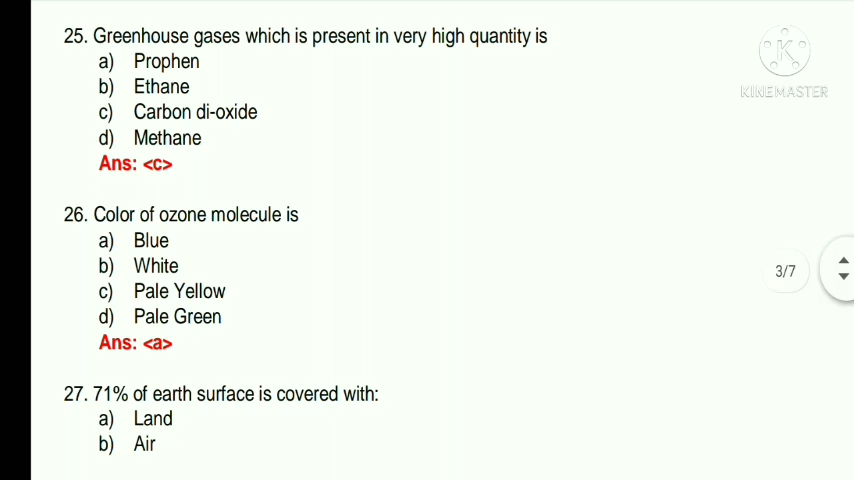 25. Greenhouse gases which is present in very high quantity is
a) Prophen
b) Ethane
c) Carbon di-oxide
d) Methane
Ans: <c>
K
KINEMASTER
26. Color of ozone molecule is
a) Blue
b) White
c) Pale Yellow
d) Pale Green
Ans: <a>
3/7
27. 71% of earth surface is covered with:
a) Land
b) Air